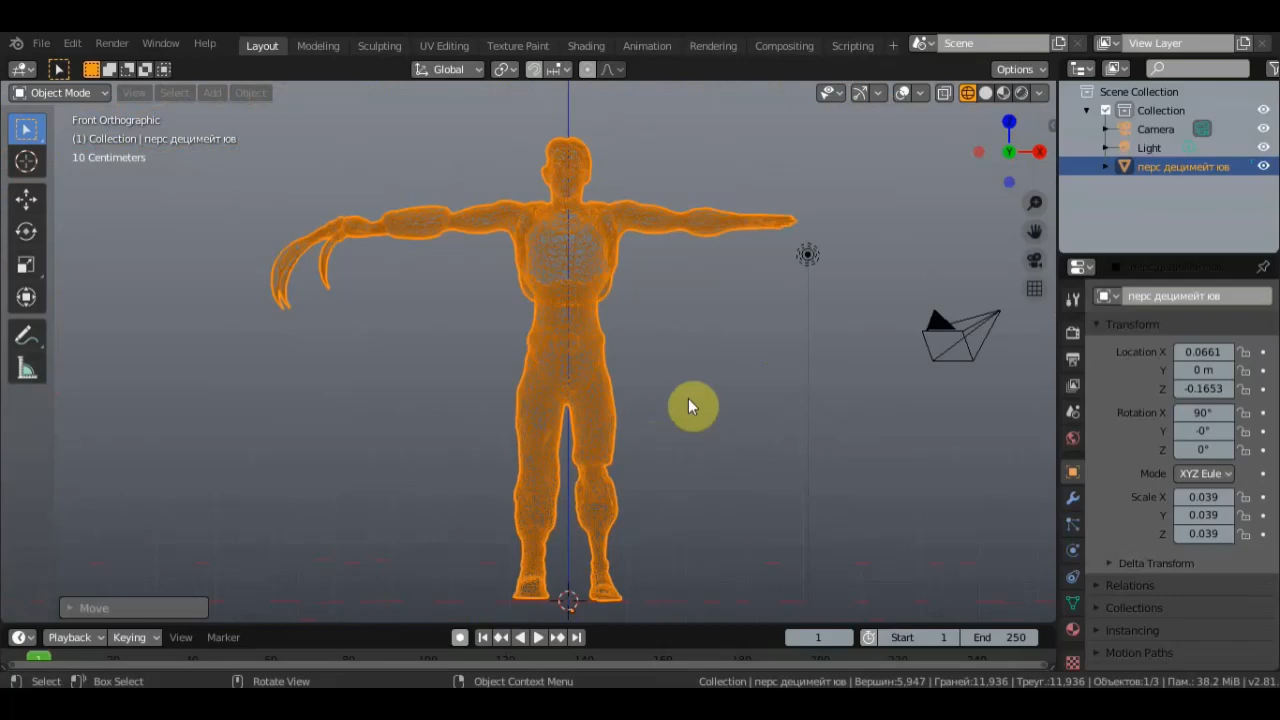 File Edit Render Window Help Layout Modeling Sculpting UV Editing Texture Paint Shading Animation Rendering Compositing Scripting + Scene View Layer
Global Options
Object Mode View Select Add Object
Front Orthographic
(1) Collection | перс децимейт юв
10 Centimeters
Z
Y
X
Scene Collection
Collection
Camera
Light
перс децимейт юв
перс децимейт юв
перс децимейт юв
Transform
Location X 0.0661
Y 0 m
Z -0.1653
Rotation X 90°
Y -0°
Z 0°
Mode XYZ Eule
Scale X 0.039
Y 0.039
Z 0.039
Delta Transform
Relations
Collections
Instancing
Motion Paths
Move
Playback Keying View Marker 1 Start 1 End 250
1
Select Box Select Rotate View Object Context Menu Collection | перс децимейт юв | Вершин:5,947 | Граней:11,936 | Треуг.:11,936 | Объектов:1/3 | Пам.: 38.2 MiB | v2.81.